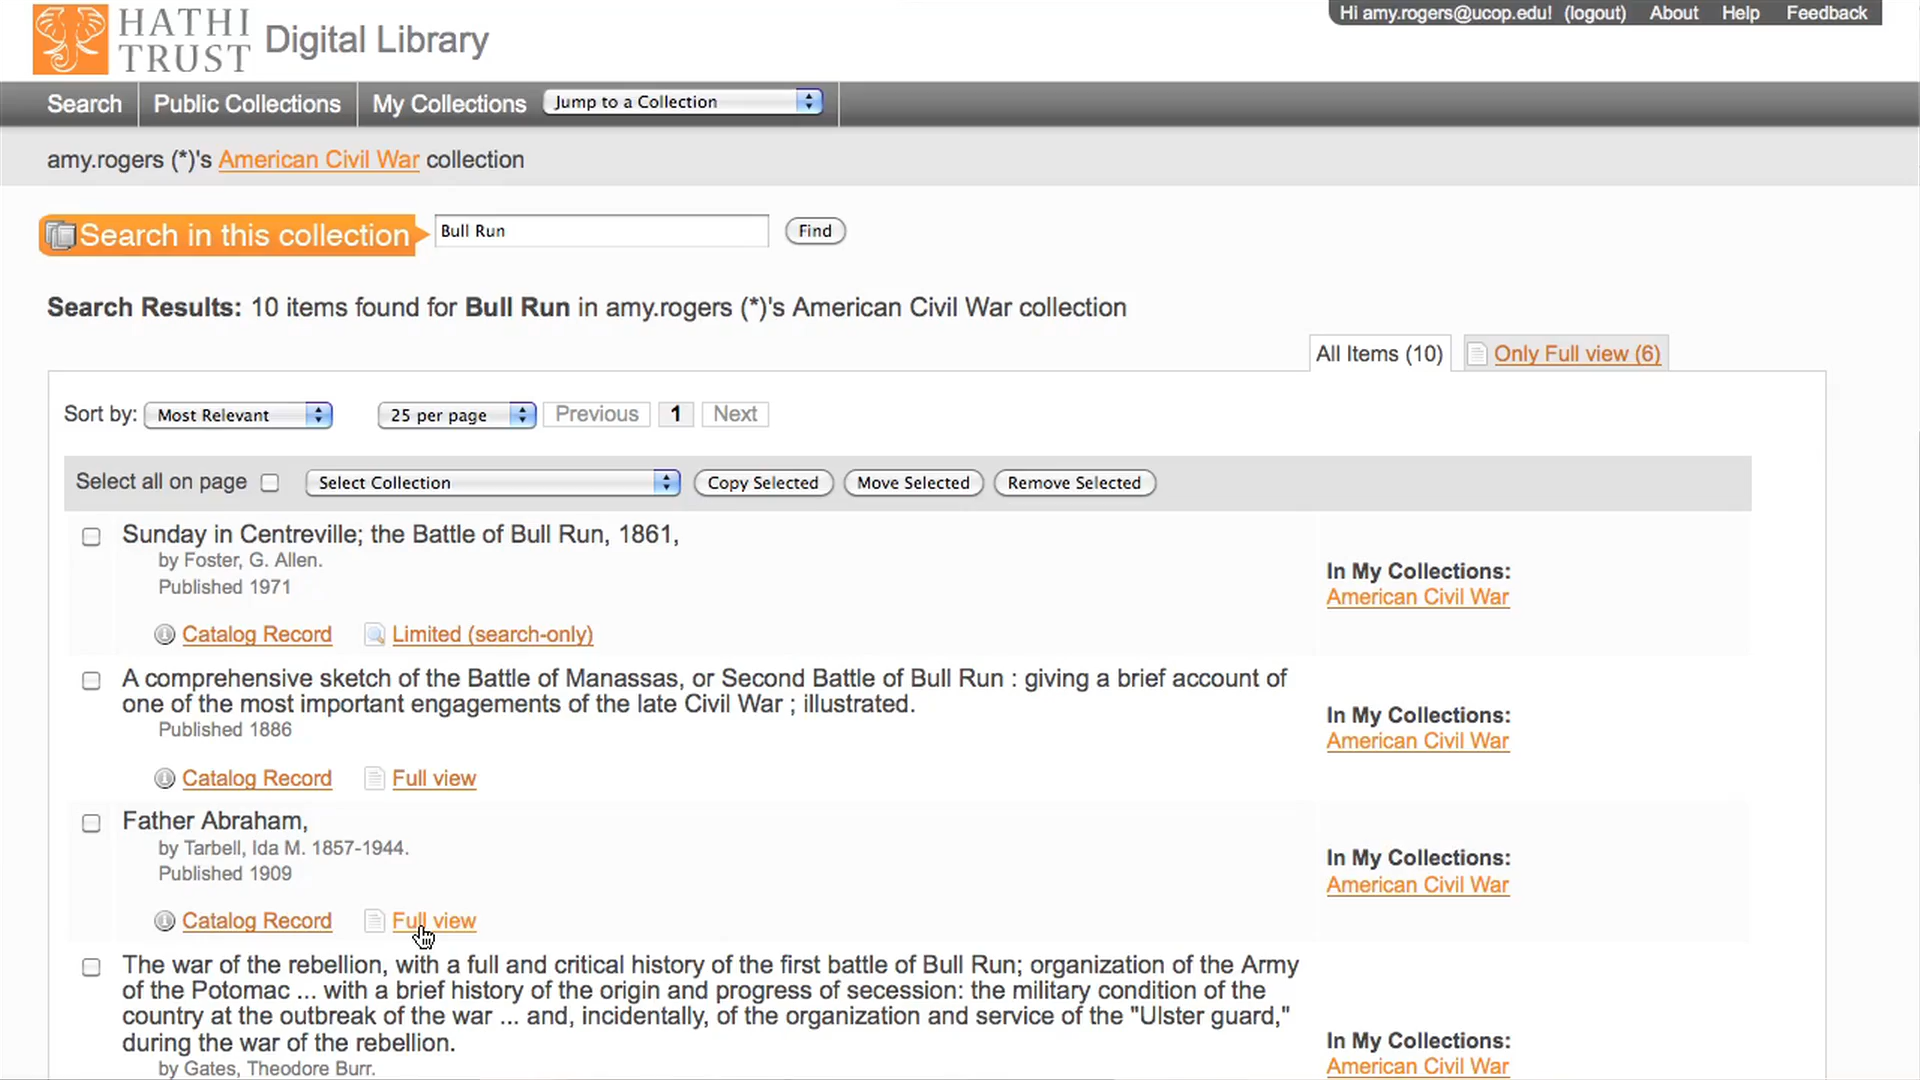 Hi amy.rogers@ucop.edu! (logout) About Help Feedback
HATHI
TRUST
Digital Library
Search Public Collections My Collections Jump to a Collection
amy.rogers (*)'s American Civil War collection
Search in this collection Bull Run Find
Search Results: 10 items found for Bull Run in amy.rogers (*)'s American Civil War collection
All Items (10) Only Full view (6)
Sort by: Most Relevant 25 per page Previous 1 Next
Select all on page Select Collection Copy Selected Move Selected Remove Selected
Sunday in Centreville; the Battle of Bull Run, 1861,
by Foster, G. Allen.
Published 1971
In My Collections:
American Civil War
Catalog Record Limited (search-only)
A comprehensive sketch of the Battle of Manassas, or Second Battle of Bull Run : giving a brief account of
one of the most important engagements of the late Civil War ; illustrated.
Published 1886
In My Collections:
American Civil War
Catalog Record Full view
Father Abraham,
by Tarbell, Ida M. 1857-1944.
Published 1909
In My Collections:
American Civil War
Catalog Record Full view
The war of the rebellion, with a full and critical history of the first battle of Bull Run; organization of the Army
of the Potomac ... with a brief history of the origin and progress of secession: the military condition of the
country at the outbreak of the war ... and, incidentally, of the organization and service of the "Ulster guard,"
during the war of the rebellion.
by Gates, Theodore Burr.
In My Collections:
American Civil War